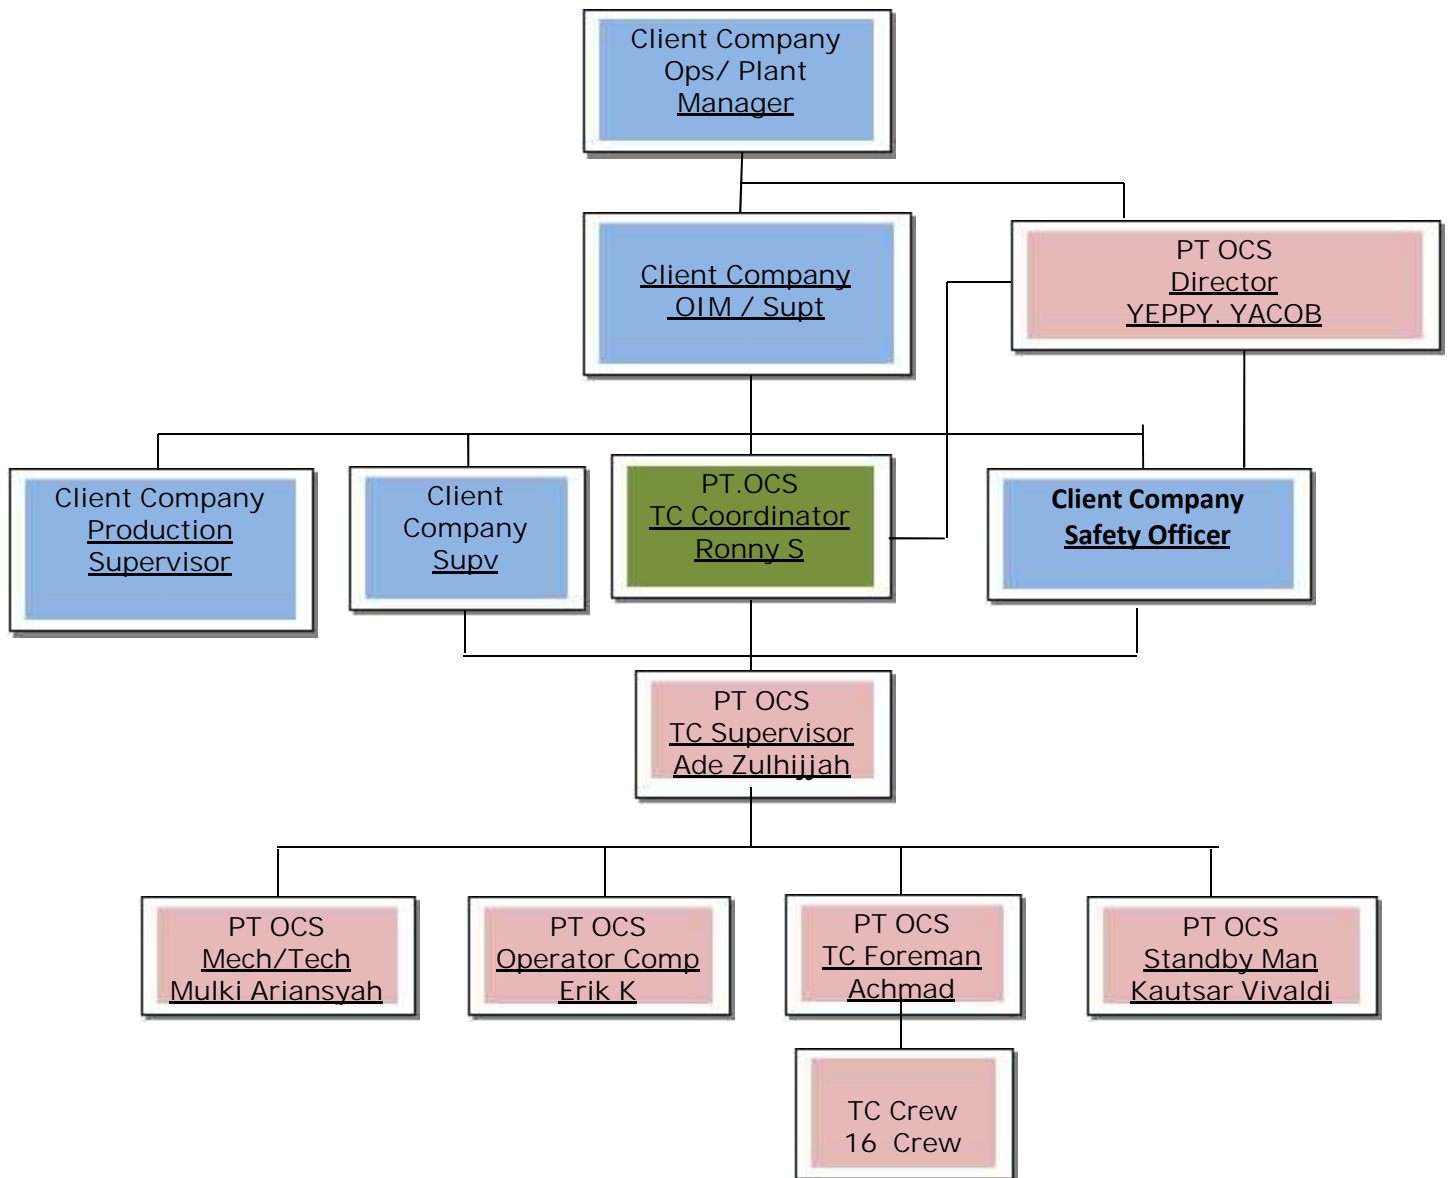 Client Company
Ops/ Plant
Manager
Client Company
OIM / Supt
PT OCS
Director
YEPPY. YACOB
Client Company
Production
Supervisor
Client
Company
Supv
PT.OCS
TC Coordinator
Ronny S
Client Company
Safety Officer
PT OCS
TC Supervisor
Ade Zulhijjah
PT OCS
Mech/Tech
Mulki Ariansyah
PT OCS
Operator Comp
Erik K
PT OCS
TC Foreman
Achmad
PT OCS
Standby Man
Kautsar Vivaldi
TC Crew
16 Crew